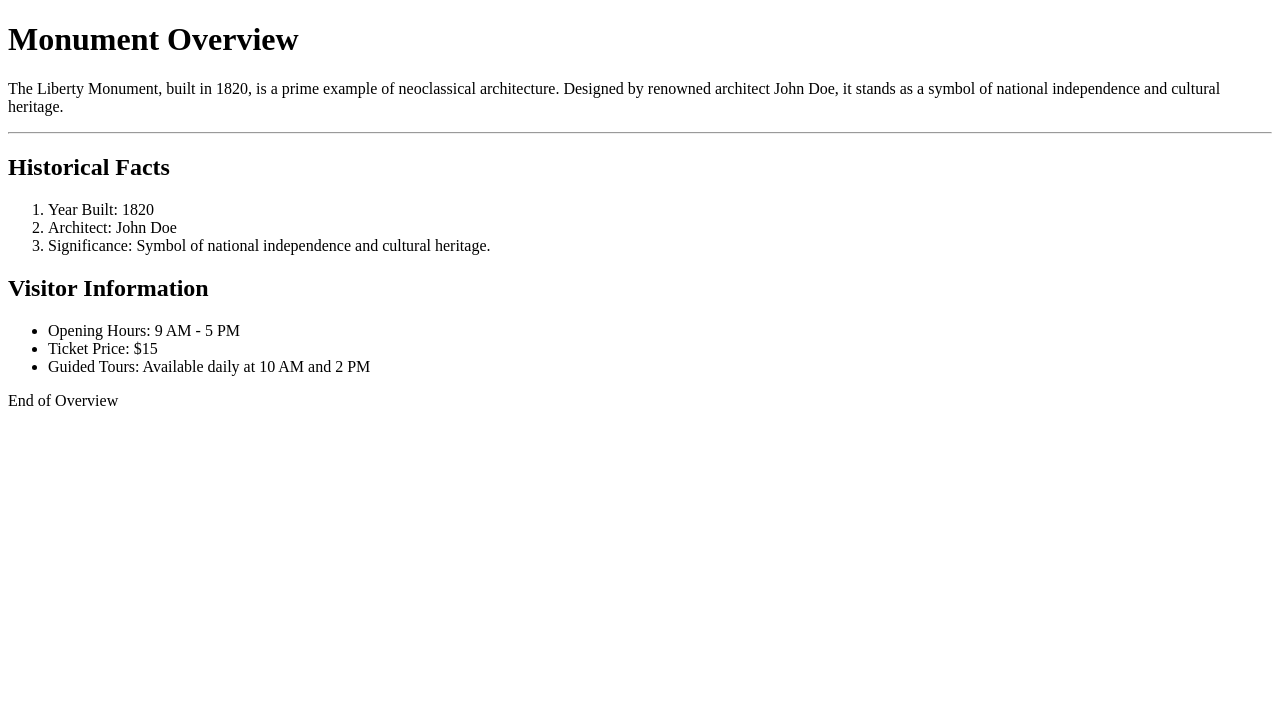 Monument Overview
The Liberty Monument, built in 1820, is a prime example of neoclassical architecture. Designed by renowned architect John Doe, it stands as a symbol of national independence and cultural
heritage.
Historical Facts
1. Year Built: 1820
2. Architect: John Doe
3. Significance: Symbol of national independence and cultural heritage.
Visitor Information
• Opening Hours: 9 AM - 5 PM
• Ticket Price: $15
• Guided Tours: Available daily at 10 AM and 2 PM
End of Overview